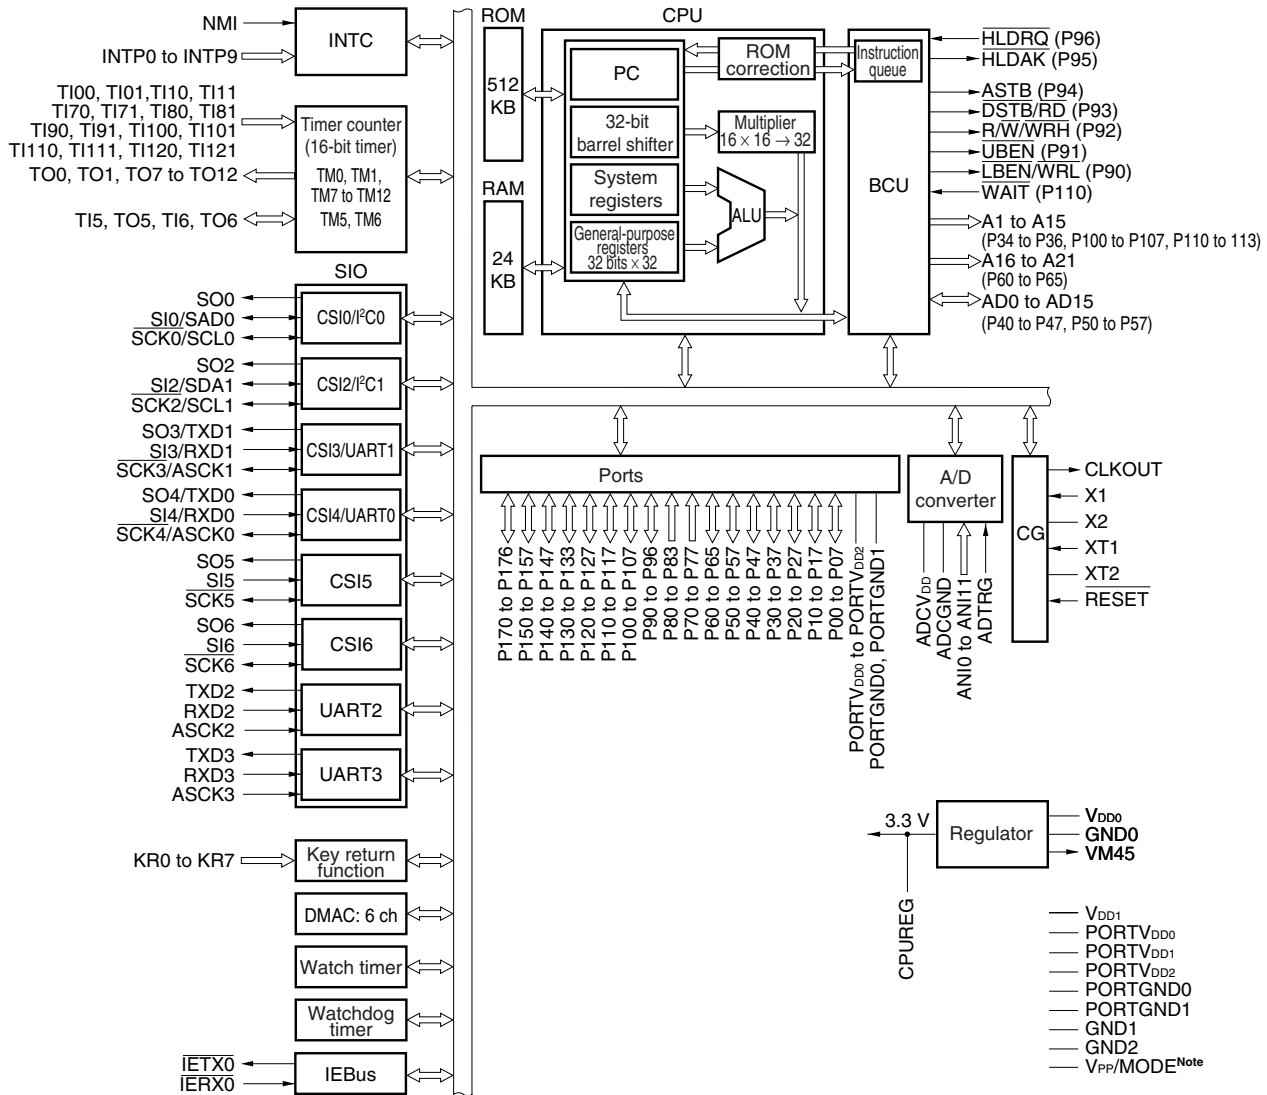 NMI
INTP0 to INTP9
INTC
TI00, TI01,TI10, TI11
TI70, TI71, TI80, TI81
TI90, TI91, TI100, TI101
TI110, TI111, TI120, TI121
TO0, TO1, TO7 to TO12
TI5, TO5, TI6, TO6
Timer counter
(16-bit timer)
TM0, TM1,
TM7 to TM12
TM5, TM6
SIO
SO0
SI0/SAD0
SCK0/SCL0
CSI0/I²C0
SO2
SI2/SDA1
SCK2/SCL1
CSI2/I²C1
SO3/TXD1
SI3/RXD1
SCK3/ASCK1
CSI3/UART1
SO4/TXD0
SI4/RXD0
SCK4/ASCK0
CSI4/UART0
SO5
SI5
SCK5
CSI5
SO6
SI6
SCK6
CSI6
TXD2
RXD2
ASCK2
UART2
TXD3
RXD3
ASCK3
UART3
KR0 to KR7
Key return
function
DMAC: 6 ch
Watch timer
Watchdog
timer
IETX0
IERX0
IEBus
ROM
512
KB
RAM
24
KB
CPU
PC
32-bit
barrel shifter
System
registers
General-purpose
registers
32 bits × 32
ROM
correction
Multiplier
16 × 16 → 32
ALU
Instruction
queue
BCU
HLDRQ (P96)
HLDAK (P95)
ASTB (P94)
DSTB/RD (P93)
R/W/WRH (P92)
UBEN (P91)
LBEN/WRL (P90)
WAIT (P110)
A1 to A15
(P34 to P36, P100 to P107, P110 to 113)
A16 to A21
(P60 to P65)
AD0 to AD15
(P40 to P47, P50 to P57)
Ports
P170 to P176
P150 to P157
P140 to P147
P130 to P133
P120 to P127
P110 to P117
P100 to P107
P90 to P96
P80 to P83
P70 to P77
P60 to P65
P50 to P57
P40 to P47
P30 to P37
P20 to P27
P10 to P17
P00 to P07
PORTVDD0 to PORTVDD2
PORTGND0, PORTGND1
A/D
converter
ADCVDD
ADCGND
ANI0 to ANI11
ADTRG
CG
CLKOUT
X1
X2
XT1
XT2
RESET
3.3 V
Regulator
VDD0
GND0
VM45
CPUREG
VDD1
PORTVDD0
PORTVDD1
PORTVDD2
PORTGND0
PORTGND1
GND1
GND2
VPP/MODENote